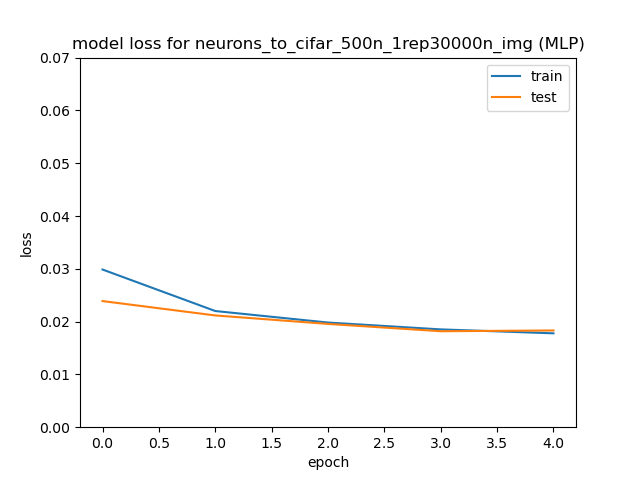 model loss for neurons_to_cifar_500n_1rep30000n_img (MLP)
0.07
0.06
0.05
0.04
0.03
0.02
0.01
0.00
loss
train
test
0.0 0.5 1.0 1.5 2.0 2.5 3.0 3.5 4.0
epoch